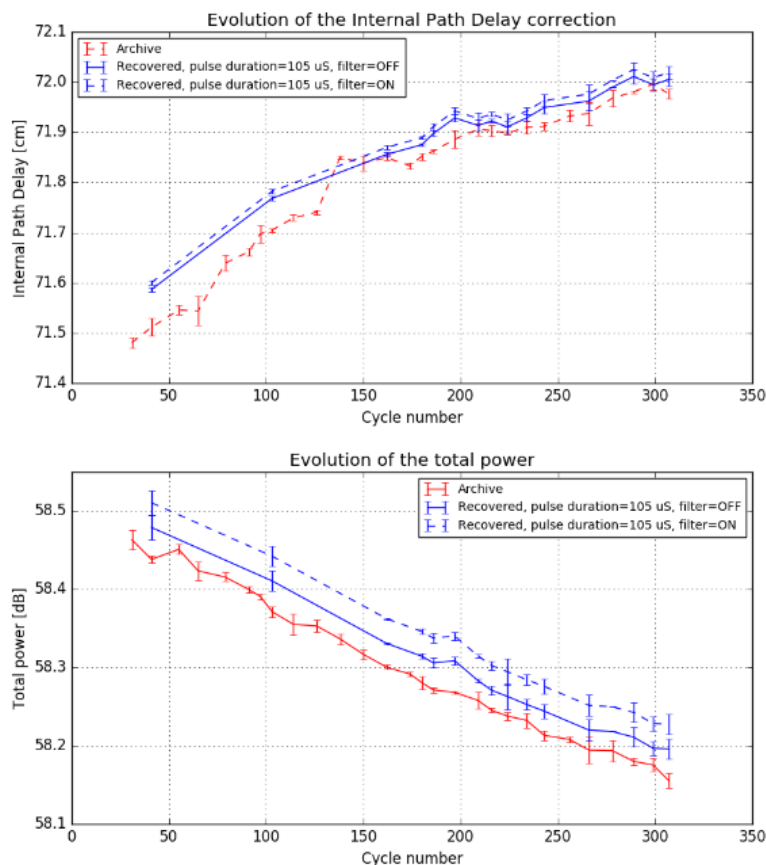 Evolution of the Internal Path Delay correction
72.1
72.0
71.9
71.8
71.7
71.6
71.5
71.4
Internal Path Delay [cm]
Archive
Recovered, pulse duration=105 uS, filter=OFF
Recovered, pulse duration=105 uS, filter=ON
0 50 100 150 200 250 300 350
Cycle number
Evolution of the total power
58.5
58.4
58.3
58.2
58.1
Total power [dB]
Archive
Recovered, pulse duration=105 uS, filter=OFF
Recovered, pulse duration=105 uS, filter=ON
0 50 100 150 200 250 300 350
Cycle number